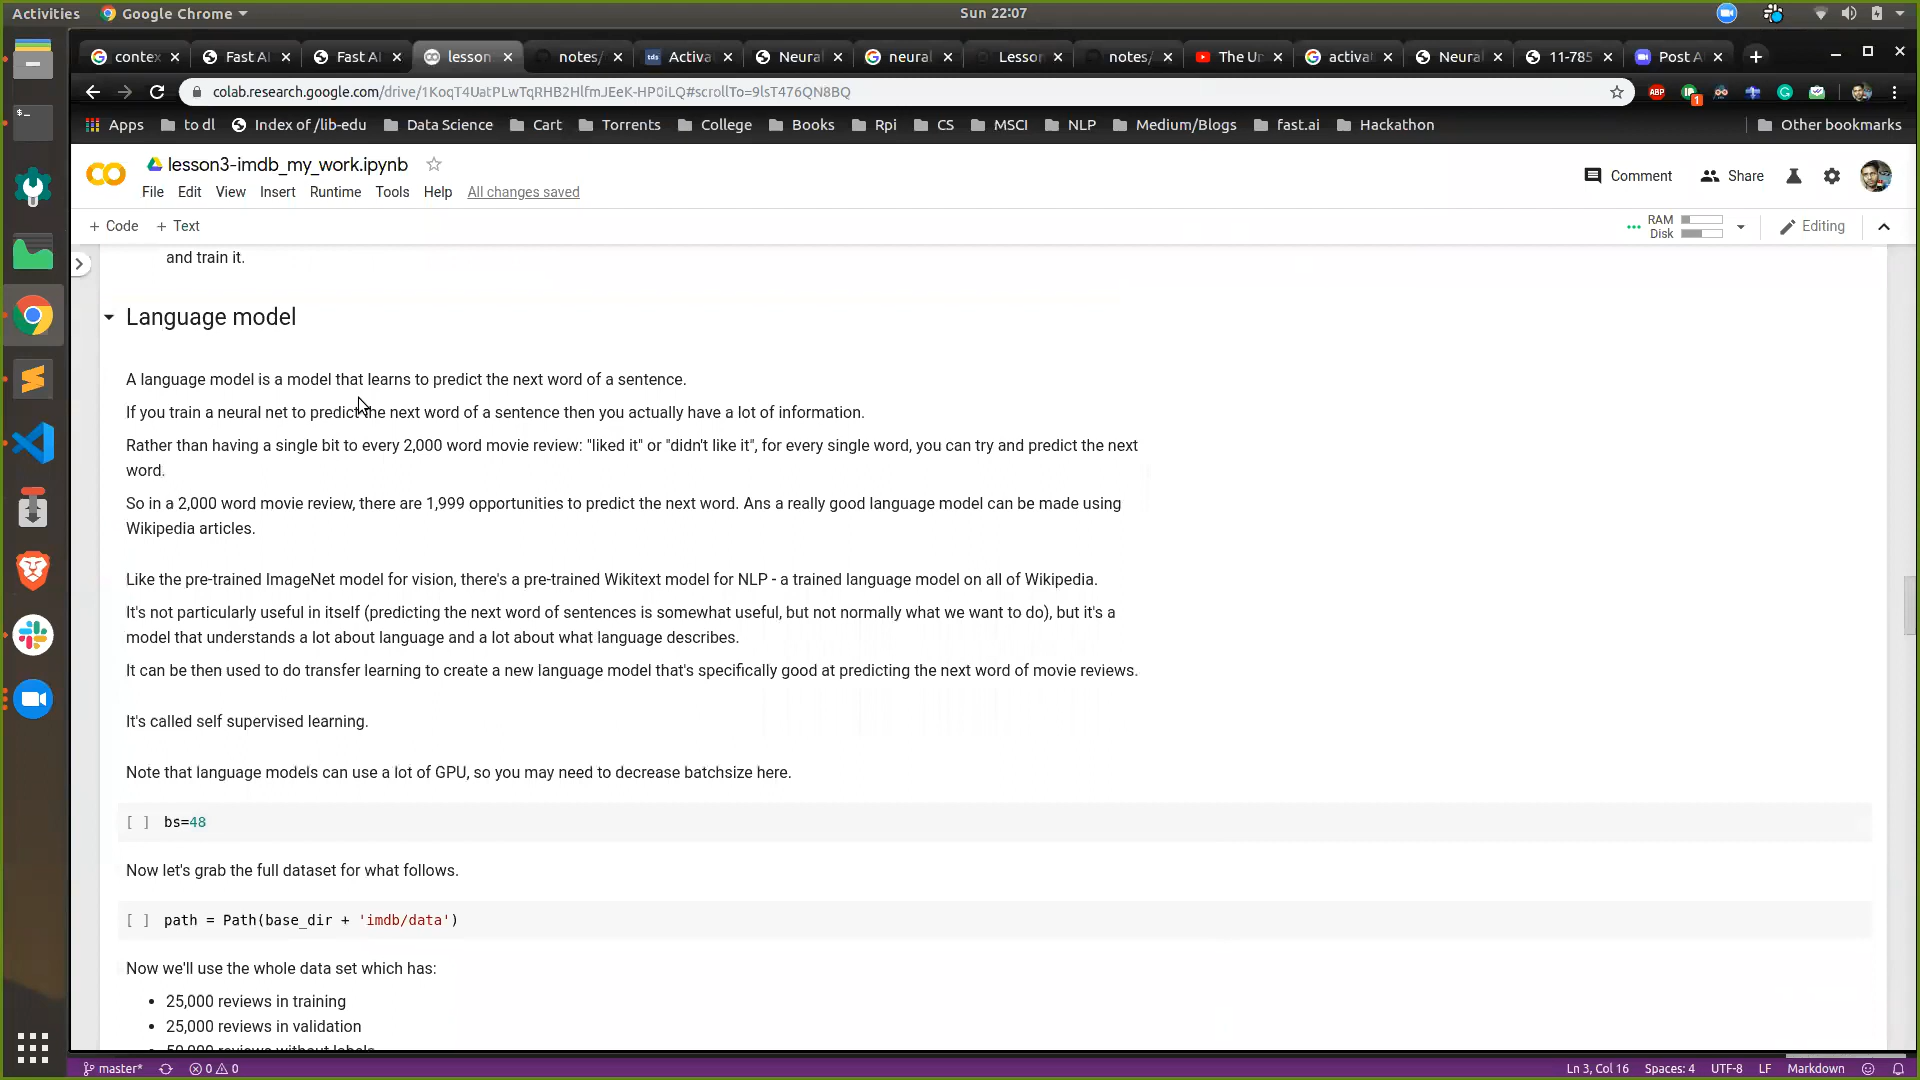 Activities Google Chrome Sun 22:07
contex Fast AI Fast AI lesson notes/ Activa Neural neural Lesson notes/ The Un activat Neural 11-785 Post A
colab.research.google.com/drive/1KoqT4UatPLwTqRHB2HlfmJEeK-HP0iLQ#scrollTo=9lsT476QN8BQ ABP 1
Apps to dl Index of /lib-edu Data Science Cart Torrents College Books Rpi CS MSCI NLP Medium/Blogs fast.ai Hackathon Other bookmarks
lesson3-imdb_my_work.ipynb
Comment Share
File Edit View Insert Runtime Tools Help All changes saved
+ Code + Text RAM Disk Editing
and train it.
Language model
A language model is a model that learns to predict the next word of a sentence.
If you train a neural net to predict the next word of a sentence then you actually have a lot of information.
Rather than having a single bit to every 2,000 word movie review: "liked it" or "didn't like it", for every single word, you can try and predict the next
word.
So in a 2,000 word movie review, there are 1,999 opportunities to predict the next word. Ans a really good language model can be made using
Wikipedia articles.
Like the pre-trained ImageNet model for vision, there's a pre-trained Wikitext model for NLP - a trained language model on all of Wikipedia.
It's not particularly useful in itself (predicting the next word of sentences is somewhat useful, but not normally what we want to do), but it's a
model that understands a lot about language and a lot about what language describes.
It can be then used to do transfer learning to create a new language model that's specifically good at predicting the next word of movie reviews.
It's called self supervised learning.
Note that language models can use a lot of GPU, so you may need to decrease batchsize here.
[ ] bs=48
Now let's grab the full dataset for what follows.
[ ] path = Path(base_dir + 'imdb/data')
Now we'll use the whole data set which has:
• 25,000 reviews in training
• 25,000 reviews in validation
• 50,000 reviews without labels
master* 0 0 Ln 3, Col 16 Spaces: 4 UTF-8 LF Markdown